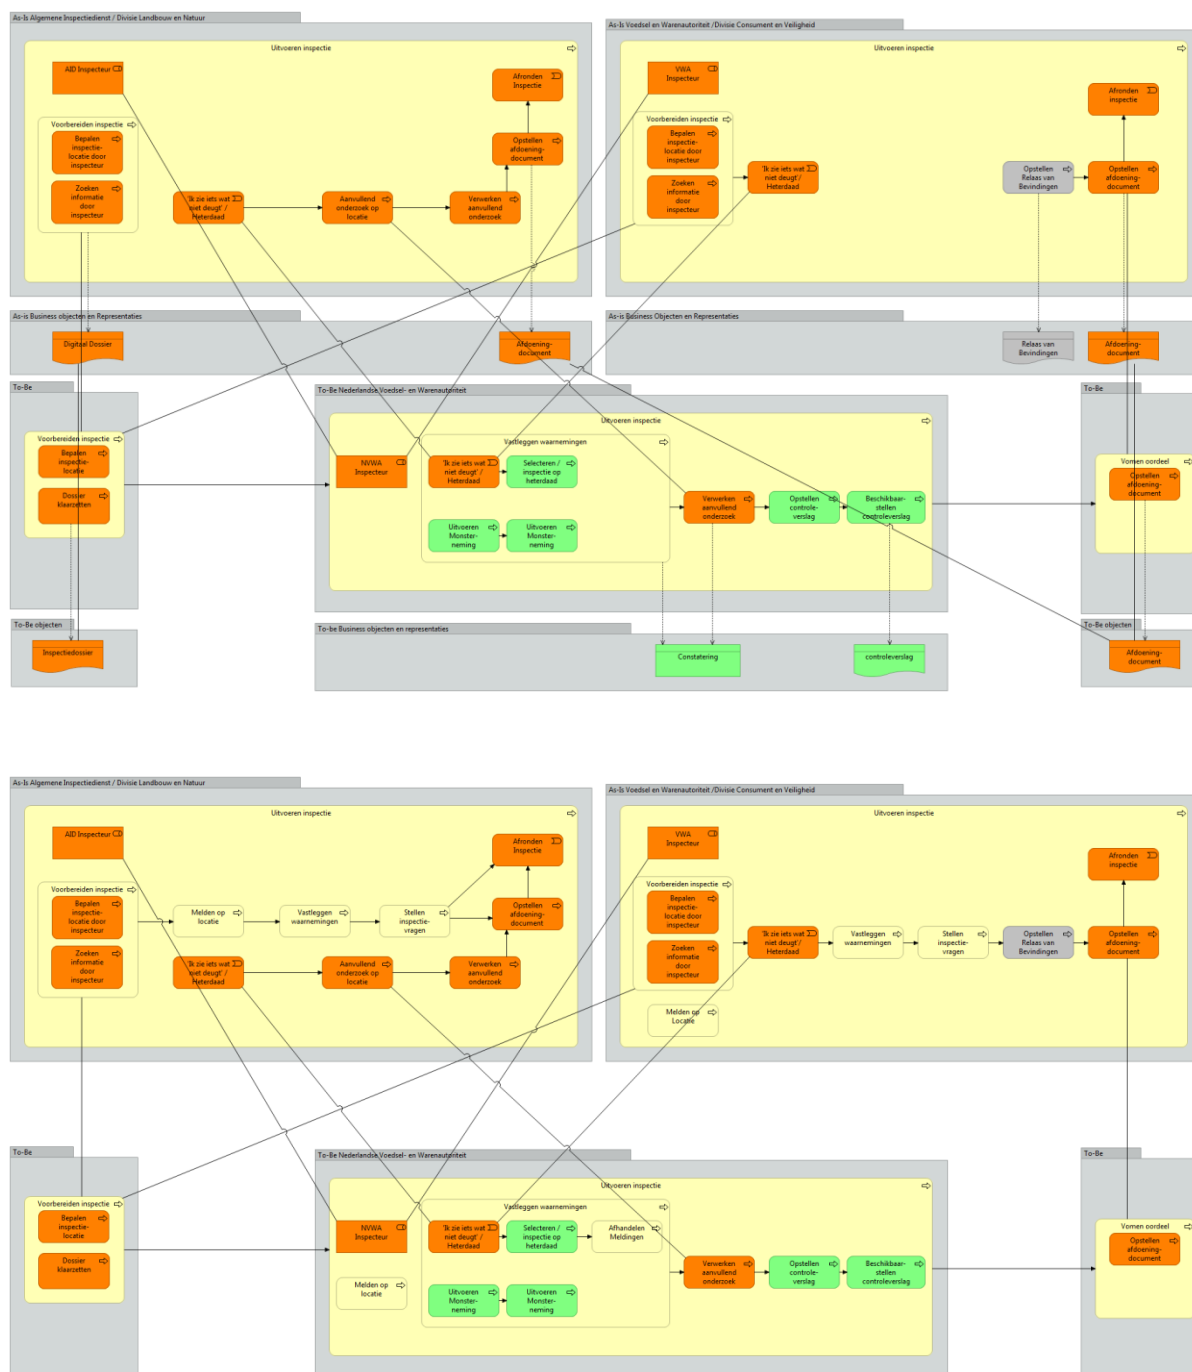 As-Is Algemene Inspectiedienst / Divisie Landbouw en Natuur
Uitvoeren inspectie
AID Inspecteur
Afronden
Inspectie
Voorbereiden inspectie
Bepalen
inspectie-
locatie door
inspecteur
Opstellen
afdoening-
document
Zoeken
informatie
door
inspecteur
'Ik zie iets wat
niet deugt' /
Heterdaad
Aanvullend
onderzoek op
locatie
Verwerken
aanvullend
onderzoek
As-Is Voedsel en Warenautoriteit /Divisie Consument en Veiligheid
Uitvoeren inspectie
VWA
Inspecteur
Afronden
inspectie
Voorbereiden inspectie
Bepalen
inspectie-
locatie door
inspecteur
Zoeken
informatie
door
inspecteur
'Ik zie iets wat
niet deugt'/
Heterdaad
Opstellen
Relaas van
Bevindingen
Opstellen
afdoening-
document
As-is Business objecten en Representaties
Digitaal Dossier
Afdoening-
document
As-is Business Objecten en Representaties
Relaas van
Bevindingen
Afdoening-
document
To-Be
Voorbereiden inspectie
Bepalen
inspectie-
locatie
Dossier
klaarzetten
To-Be Nederlandse Voedsel- en Warenautoriteit
Uitvoeren inspectie
Vastleggen waarnemingen
NVWA
Inspecteur
'Ik zie iets wat
niet deugt' /
Heterdaad
Selecteren /
inspectie op
heterdaad
Uitvoeren
Monster-
neming
Uitvoeren
Monster-
neming
Verwerken
aanvullend
onderzoek
Opstellen
controle-
verslag
Beschikbaar-
stellen
controleverslag
To-Be
Vomen oordeel
Opstellen
afdoening-
document
To-Be objecten
Inspectiedossier
To-be Business objecten en representaties
Constatering
controleverslag
To-Be objecten
Afdoening-
document
As-Is Algemene Inspectiedienst / Divisie Landbouw en Natuur
Uitvoeren inspectie
AID Inspecteur
Afronden
Inspectie
Voorbereiden inspectie
Bepalen
inspectie-
locatie door
inspecteur
Melden op
locatie
Vastleggen
waarnemingen
Stellen
inspectie-
vragen
Opstellen
afdoening-
document
Zoeken
informatie
door
inspecteur
'Ik zie iets wat
niet deugt' /
Heterdaad
Aanvullend
onderzoek op
locatie
Verwerken
aanvullend
onderzoek
As-Is Voedsel en Warenautoriteit /Divisie Consument en Veiligheid
Uitvoeren inspectie
VWA
Inspecteur
Afronden
inspectie
Voorbereiden inspectie
Bepalen
inspectie-
locatie door
inspecteur
Zoeken
informatie
door
inspecteur
'Ik zie iets wat
niet deugt'/
Heterdaad
Vastleggen
waarnemingen
Stellen
inspectie-
vragen
Opstellen
Relaas van
Bevindingen
Opstellen
afdoening-
document
Melden op
Locatie
To-Be
Voorbereiden inspectie
Bepalen
inspectie-
locatie
Dossier
klaarzetten
To-Be Nederlandse Voedsel- en Warenautoriteit
Uitvoeren inspectie
Vastleggen waarnemingen
NVWA
Inspecteur
'Ik zie iets wat
niet deugt' /
Heterdaad
Selecteren /
inspectie op
heterdaad
Afhandelen
Meldingen
Melden op
locatie
Uitvoeren
Monster-
neming
Uitvoeren
Monster-
neming
Verwerken
aanvullend
onderzoek
Opstellen
controle-
verslag
Beschikbaar-
stellen
controleverslag
To-Be
Vomen oordeel
Opstellen
afdoening-
document